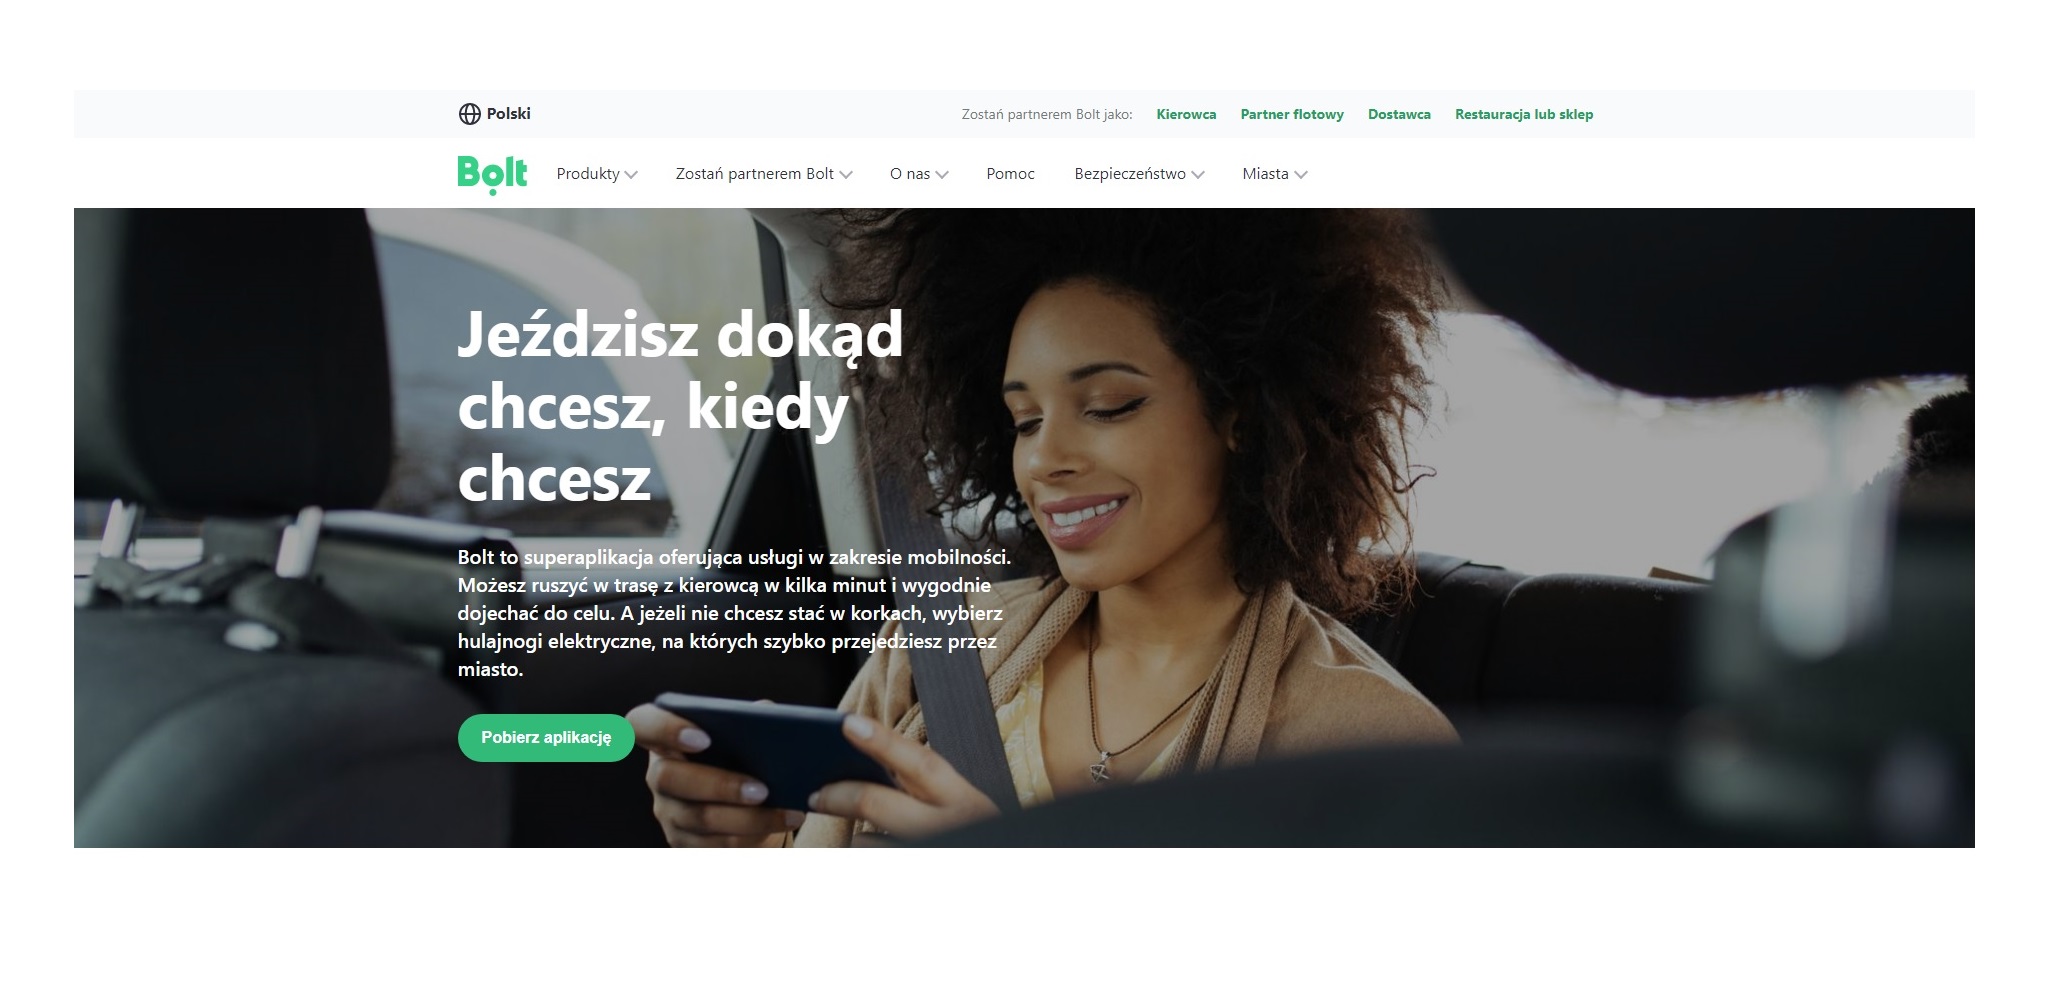 Polski
Zostań partnerem Bolt jako: Kierowca Partner flotowy Dostawca Restauracja lub sklep
Bolt Produkty Zostań partnerem Bolt O nas Pomoc Bezpieczeństwo Miasta
Jeździsz dokąd
chcesz, kiedy
chcesz
Bolt to superaplikacja oferująca usługi w zakresie mobilności.
Możesz ruszyć w trasę z kierowcą w kilka minut i wygodnie
dojechać do celu. A jeżeli nie chcesz stać w korkach, wybierz
hulajnogi elektryczne, na których szybko przejedziesz przez
miasto.
Pobierz aplikację